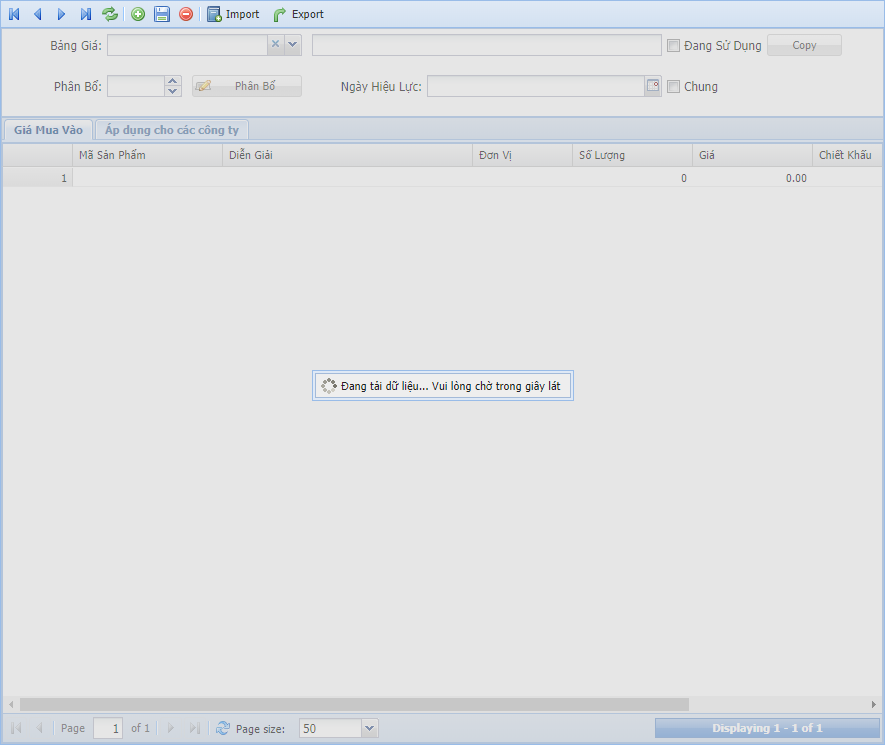 Import Export
Bảng Giá: Đang Sử Dụng Copy
Phân Bổ: Phân Bổ Ngày Hiệu Lực: Chung
Giá Mua Vào Áp dụng cho các công ty
Mã Sản Phẩm Diễn Giải Đơn Vị Số Lượng Giá Chiết Khấu
1 0 0.00
Đang tải dữ liệu... Vui lòng chờ trong giây lát
Page 1 of 1 Page size: 50 Displaying 1 - 1 of 1